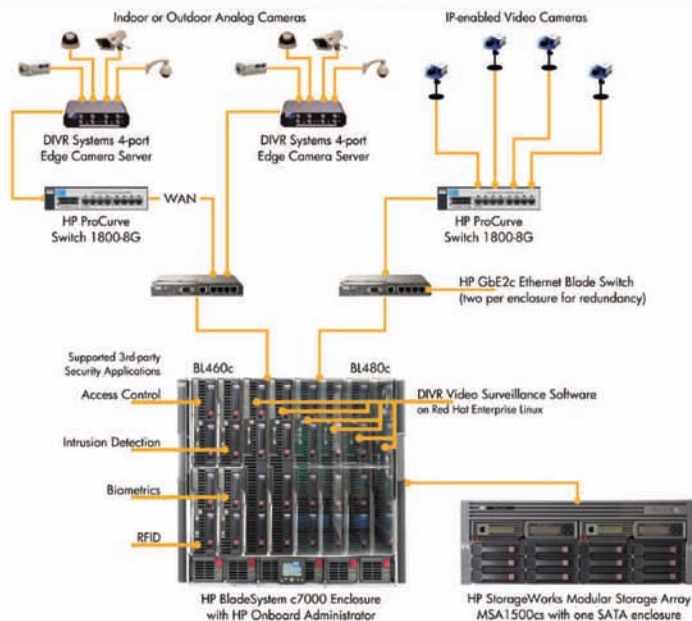 Indoor or Outdoor Analog Cameras
IP-enabled Video Cameras
DIVR Systems 4-port
Edge Camera Server
DIVR Systems 4-port
Edge Camera Server
HP ProCurve
Switch 1800-8G
WAN
HP ProCurve
Switch 1800-8G
HP GbE2c Ethernet Blade Switch
(two per enclosure for redundancy)
Supported 3rd-party
Security Applications
BL460c
BL480c
Access Control
DIVR Video Surveillance Software
on Red Hat Enterprise Linux
Intrusion Detection
Biometrics
RFID
HP BladeSystem c7000 Enclosure
with HP Onboard Administrator
HP StorageWorks Modular Storage Array
MSA1500cs with one SATA enclosure